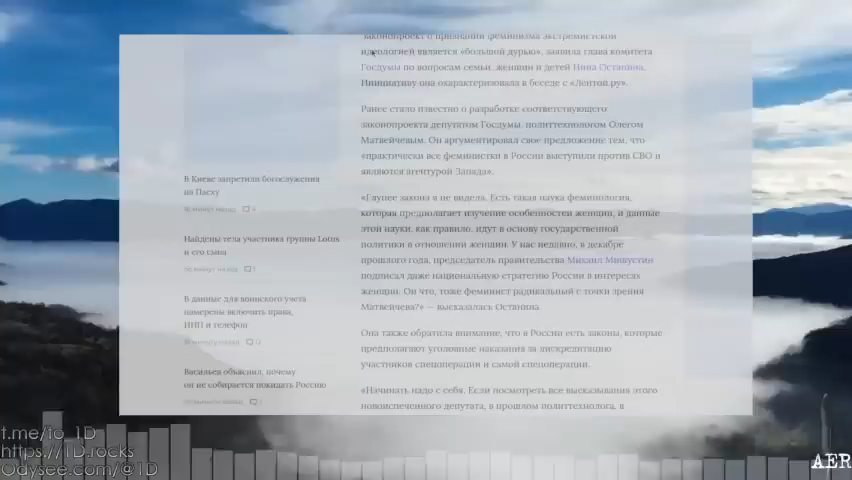 законопроект о признании феминизма экстремистской
идеологией является «большой дурью», заявила глава комитета
Госдумы по вопросам семьи, женщин и детей Нина Останина.
Инициативу она охарактеризовала в беседе с «Лентой.ру».
Ранее стало известно о разработке соответствующего
законопроекта депутатом Госдумы, политтехнологом Олегом
Матвейчевым. Он аргументировал свое предложение тем, что
«практически все феминистки в России выступили против СВО и
являются агентурой Запада».
«Глупее закона я не видела. Есть такая наука феминология,
которая предполагает изучение особенностей женщин, и данные
этой науки, как правило, идут в основу государственной
политики в отношении женщин. У нас недавно, в декабре
прошлого года, председатель правительства Михаил Мишустин
подписал даже национальную стратегию России в интересах
женщин. Он что, тоже феминист радикальный с точки зрения
Матвейчева?» — высказалась Останина.
Она также обратила внимание, что в России есть законы, которые
предполагают уголовные наказания за дискредитацию
участников спецоперации и самой спецоперации.
«Начинать надо с себя. Если посмотреть все высказывания этого
новоиспеченного депутата, в прошлом политтехнолога, в
В Киеве запретили богослужения
на Пасху
Найдены тела участника группы Lotus
и его сына
В данные для воинского учета
намерены включить права,
ИНН и телефон
Васильев объяснил, почему
он не собирается покидать Россию
t.me/to_1D
https://1D.rocks
Odysee.com/@1D
AER